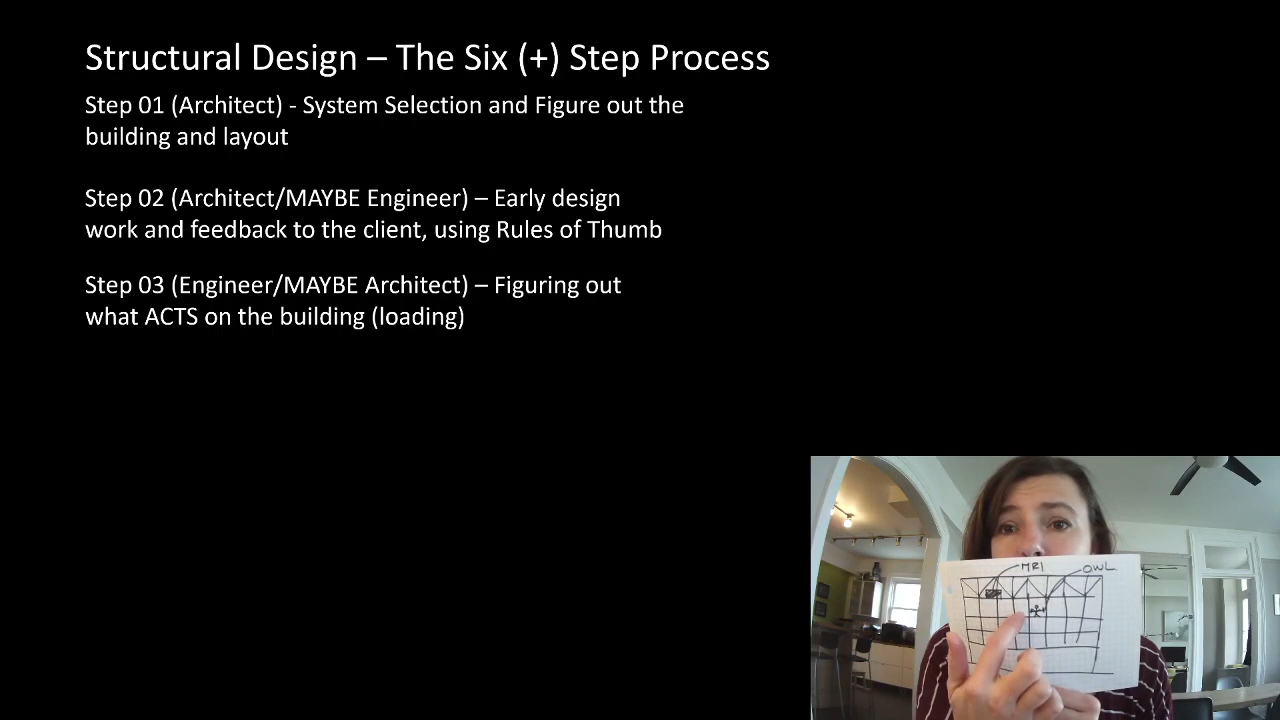 Structural Design – The Six (+) Step Process
Step 01 (Architect) - System Selection and Figure out the
building and layout
Step 02 (Architect/MAYBE Engineer) – Early design
work and feedback to the client, using Rules of Thumb
Step 03 (Engineer/MAYBE Architect) – Figuring out
what ACTS on the building (loading)
MRI
OWL